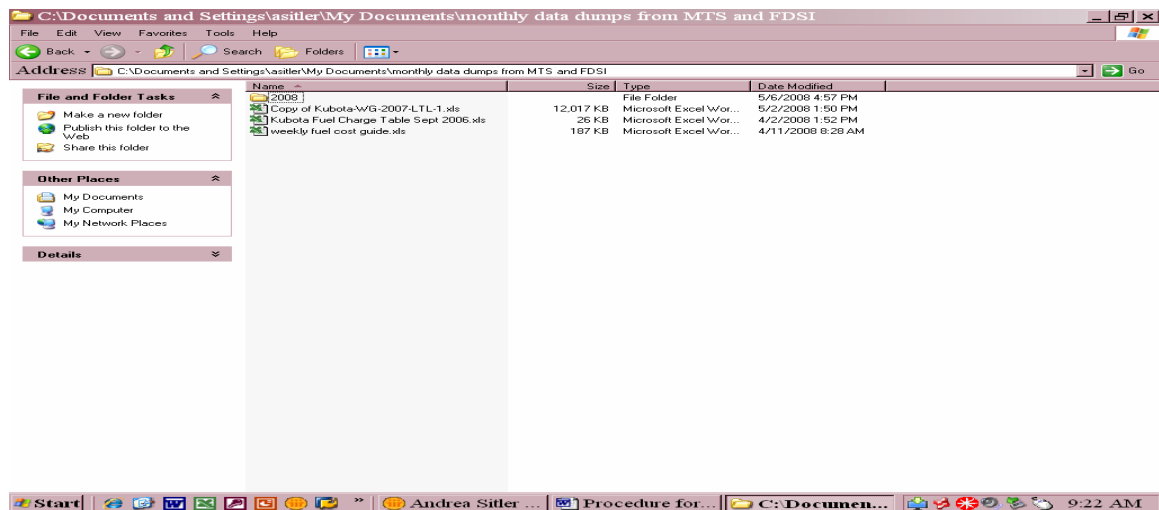 C:\Documents and Settings\asitler\My Documents\monthly data dumps from MTS and FDSI
File Edit View Favorites Tools Help
Back Search Folders
Address C:\Documents and Settings\asitler\My Documents\monthly data dumps from MTS and FDSI Go
Name Size Type Date Modified
2008 File Folder 5/6/2008 4:57 PM
Copy of Kubota-WG-2007-LTL-1.xls 12,017 KB Microsoft Excel Wor... 5/2/2008 1:50 PM
Kubota Fuel Charge Table Sept 2006.xls 26 KB Microsoft Excel Wor... 4/2/2008 1:52 PM
weekly fuel cost guide.xls 187 KB Microsoft Excel Wor... 4/11/2008 8:28 AM
File and Folder Tasks
Make a new folder
Publish this folder to the
Web
Share this folder
Other Places
My Documents
My Computer
My Network Places
Details
Start Andrea Sitler ... Procedure for... C:\Documen... 9:22 AM